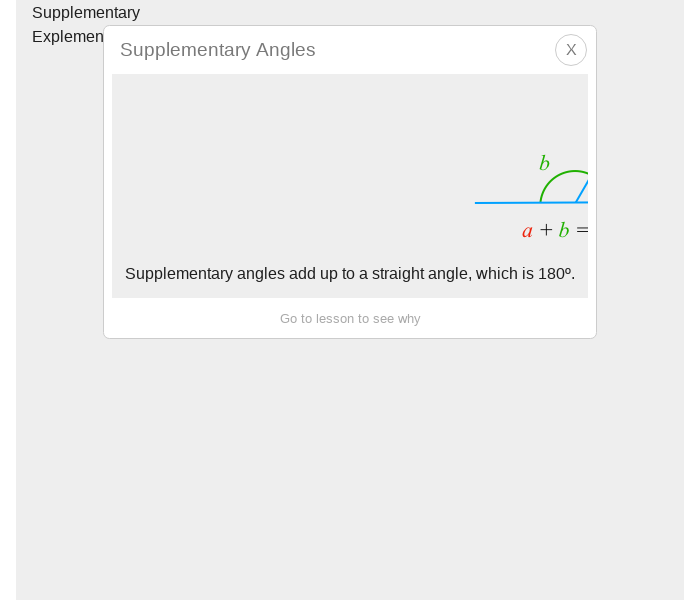 Supplementary
Explemen
Supplementary Angles
X
b
a + b =
Supplementary angles add up to a straight angle, which is 180º.
Go to lesson to see why